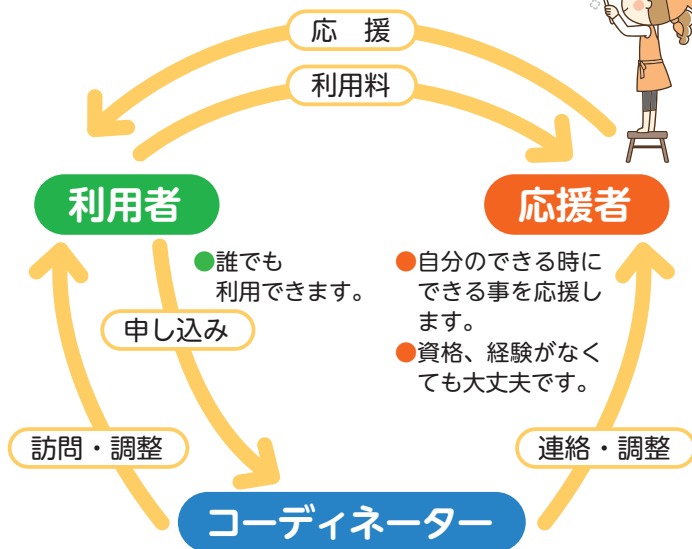 応 援
利用料
利用者
応援者
●誰でも
利用できます。
●自分のできる時に
できる事を応援し
ます。
●資格、経験がなく
ても大丈夫です。
申し込み
訪問・調整
連絡・調整
コーディネーター